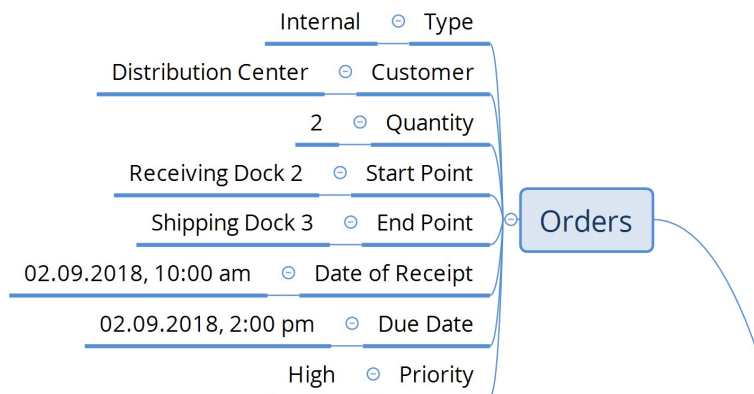 Internal Type
Distribution Center Customer
2 Quantity
Receiving Dock 2 Start Point
Shipping Dock 3 End Point
Orders
02.09.2018, 10:00 am Date of Receipt
02.09.2018, 2:00 pm Due Date
High Priority